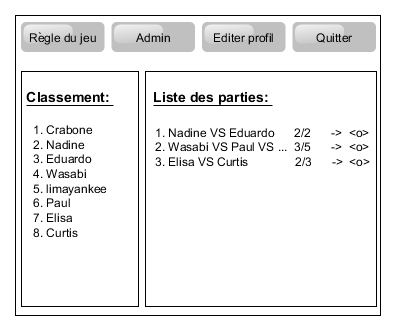 Règle du jeu Admin Editer profil Quitter
Classement:
1. Crabone
2. Nadine
3. Eduardo
4. Wasabi
5. limayankee
6. Paul
7. Elisa
8. Curtis
Liste des parties:
1. Nadine VS Eduardo 2/2 -> <o>
2. Wasabi VS Paul VS ... 3/5 -> <o>
3. Elisa VS Curtis 2/3 -> <o>